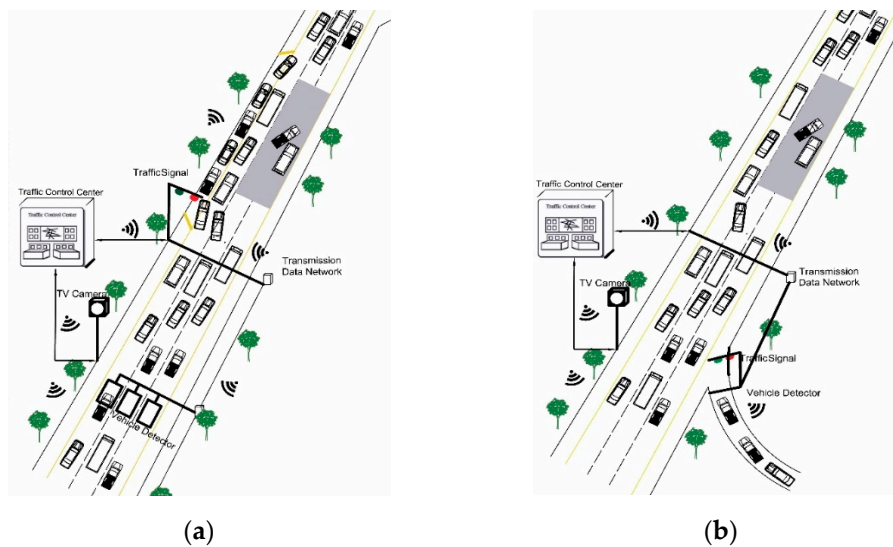 TrafficSignal
Traffic Control Center
Traffic Control Center
Transmission
Data Network
TV Camera
Vehicle Detector
(a)
Traffic Control Center
Traffic Control Center
Transmission
Data Network
TV Camera
TrafficSignal
Vehicle Detector
(b)